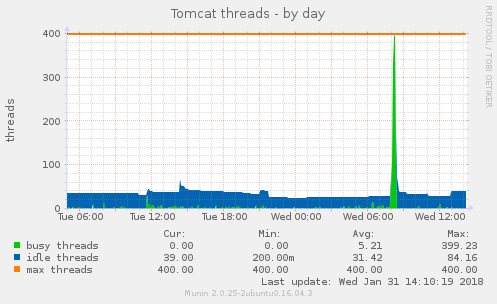 Tomcat threads - by day
RRDTOOL / TOBI OETIKER
threads
400
300
200
100
0
Tue 06:00 Tue 12:00 Tue 18:00 Wed 00:00 Wed 06:00 Wed 12:00
Cur: Min: Avg: Max:
busy threads 0.00 0.00 5.21 399.23
idle threads 39.00 200.00m 31.42 84.16
max threads 400.00 400.00 400.00 400.00
Last update: Wed Jan 31 14:10:19 2018
Munin 2.0.25-2ubuntu0.16.04.3